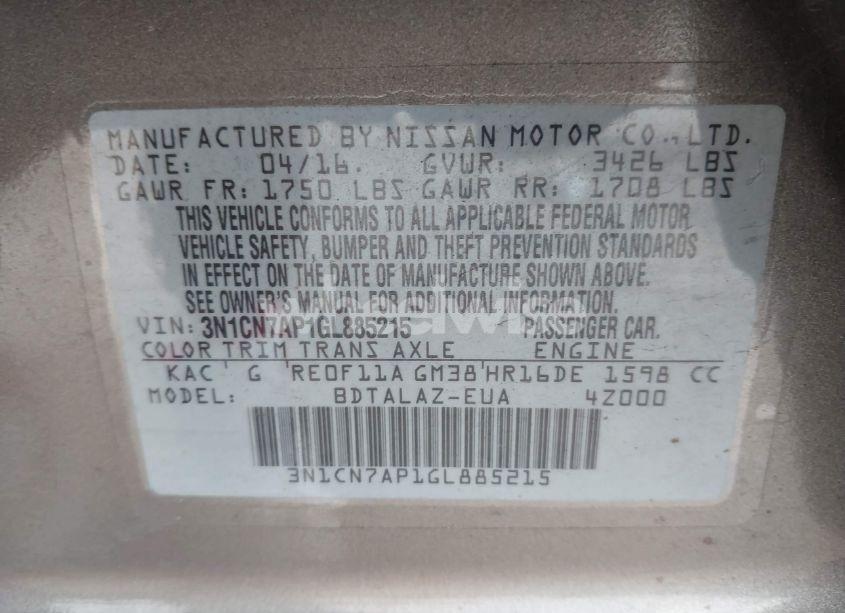 MANUFACTURED BY NISSAN MOTOR CO., LTD.
DATE: 04/16. GVWR: 3426 LBS
GAWR FR: 1750 LBS GAWR RR: 1708 LBS
THIS VEHICLE CONFORMS TO ALL APPLICABLE FEDERAL MOTOR
VEHICLE SAFETY, BUMPER AND THEFT PREVENTION STANDARDS
IN EFFECT ON THE DATE OF MANUFACTURE SHOWN ABOVE.
SEE OWNER'S MANUAL FOR ADDITIONAL INFORMATION.
VIN: 3N1CN7AP1GL885215 PASSENGER CAR.
COLOR TRIM TRANS AXLE ENGINE
KAC G RE0F11A GM38 HR16DE 1598 CC
MODEL: BDTALAZ-EUA 4Z000
3N1CN7AP1GL885215